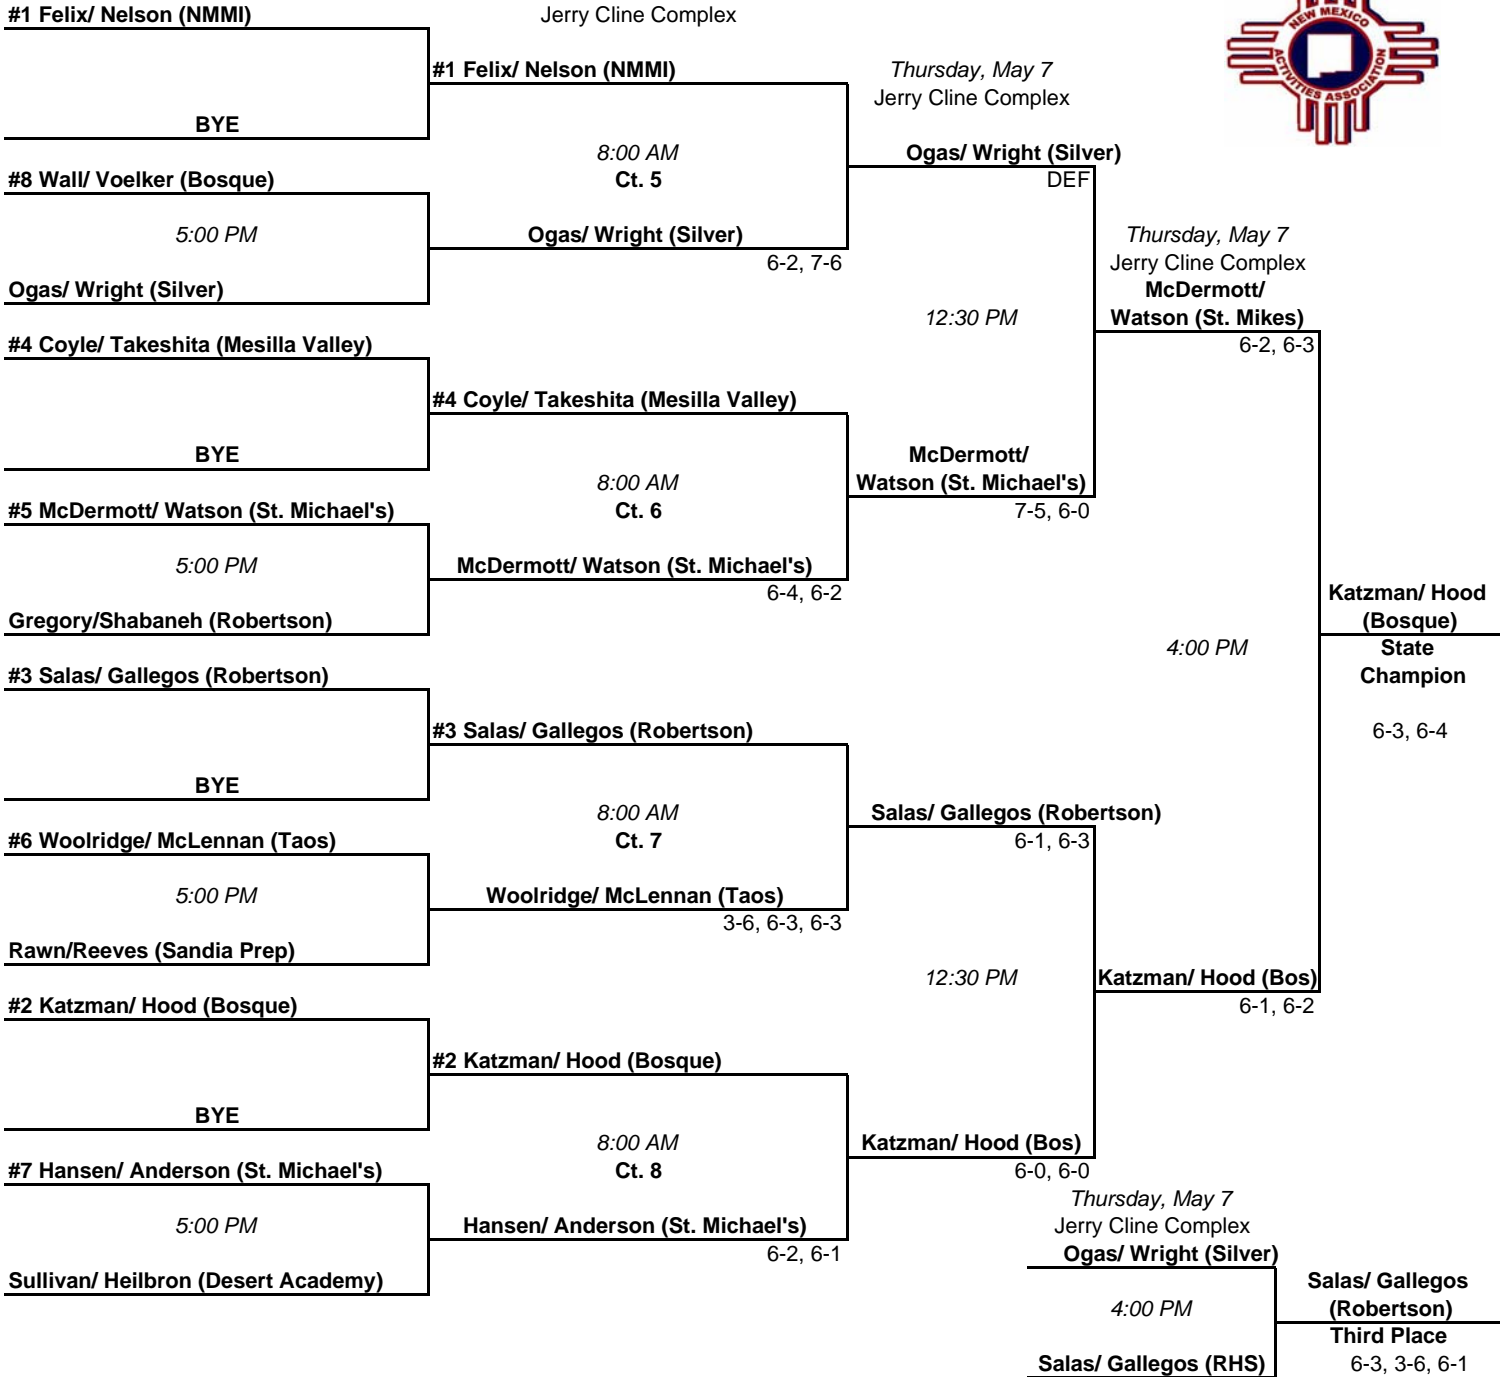 #1 Felix/ Nelson (NMMI)
Jerry Cline Complex
NEW MEXICO
ACTIVITIES ASSOCIATION
#1 Felix/ Nelson (NMMI)
Thursday, May 7
Jerry Cline Complex
BYE
8:00 AM
Ct. 5
Ogas/ Wright (Silver)
DEF
#8 Wall/ Voelker (Bosque)
5:00 PM
Ogas/ Wright (Silver)
6-2, 7-6
Thursday, May 7
Jerry Cline Complex
Ogas/ Wright (Silver)
12:30 PM
McDermott/
Watson (St. Mikes)
6-2, 6-3
#4 Coyle/ Takeshita (Mesilla Valley)
#4 Coyle/ Takeshita (Mesilla Valley)
BYE
8:00 AM
Ct. 6
McDermott/
Watson (St. Michael's)
7-5, 6-0
#5 McDermott/ Watson (St. Michael's)
5:00 PM
McDermott/ Watson (St. Michael's)
6-4, 6-2
Gregory/Shabaneh (Robertson)
4:00 PM
Katzman/ Hood
(Bosque)
State
Champion
6-3, 6-4
#3 Salas/ Gallegos (Robertson)
#3 Salas/ Gallegos (Robertson)
BYE
8:00 AM
Ct. 7
Salas/ Gallegos (Robertson)
6-1, 6-3
#6 Woolridge/ McLennan (Taos)
5:00 PM
Woolridge/ McLennan (Taos)
3-6, 6-3, 6-3
Rawn/Reeves (Sandia Prep)
12:30 PM
Katzman/ Hood (Bos)
6-1, 6-2
#2 Katzman/ Hood (Bosque)
#2 Katzman/ Hood (Bosque)
BYE
8:00 AM
Ct. 8
Katzman/ Hood (Bos)
6-0, 6-0
#7 Hansen/ Anderson (St. Michael's)
5:00 PM
Hansen/ Anderson (St. Michael's)
6-2, 6-1
Sullivan/ Heilbron (Desert Academy)
Thursday, May 7
Jerry Cline Complex
Ogas/ Wright (Silver)
4:00 PM
Salas/ Gallegos (RHS)
Salas/ Gallegos
(Robertson)
Third Place
6-3, 3-6, 6-1